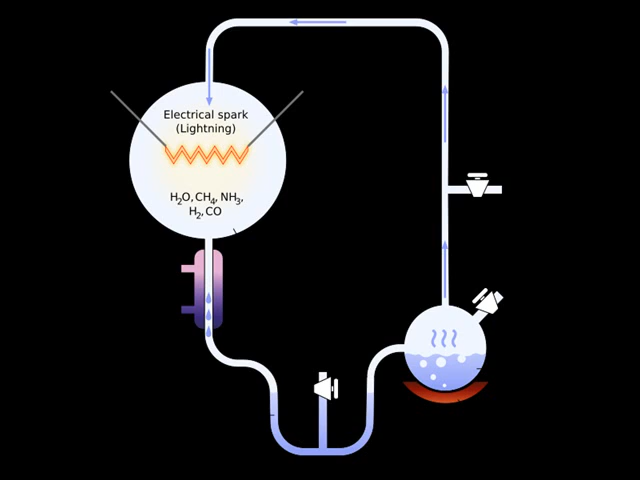 Electrical spark
(Lightning)
H₂O, CH₄, NH₃,
H₂, CO